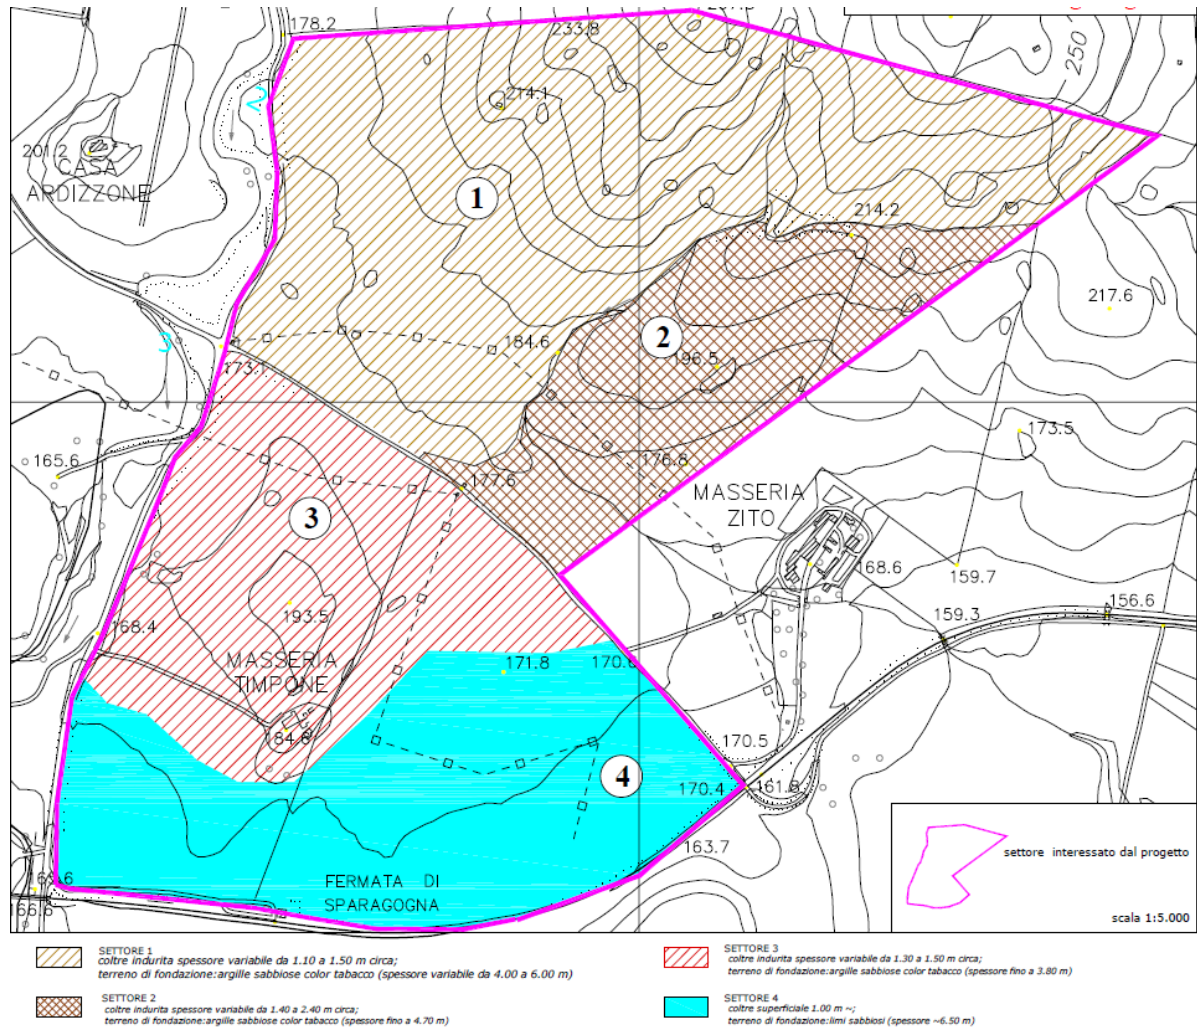 178.2
233.8
250
214.1
201.2
CASA
ARDIZZONE
2
1
214.2
217.6
3
2
184.6
196.5
173.1
173.5
165.6
176.8
177.6
MASSERIA
ZITO
3
168.6
159.7
156.6
159.3
193.5
168.4
MASSERIA
TIMPONE
171.8
170.6
184.8
170.5
4
170.4
161.8
163.7
settore interessato dal progetto
FERMATA DI
SPARAGOGNA
166.6
scala 1:5.000
SETTORE 1
coltre indurita spessore variabile da 1.10 a 1.50 m circa;
terreno di fondazione:argille sabbiose color tabacco (spessore variabile da 4.00 a 6.00 m)
SETTORE 2
coltre indurita spessore variabile da 1.40 a 2.40 m circa;
terreno di fondazione:argille sabbiose color tabacco (spessore fino a 4.70 m)
SETTORE 3
coltre indurita spessore variabile da 1.30 a 1.50 m circa;
terreno di fondazione:argille sabbiose color tabacco (spessore fino a 3.80 m)
SETTORE 4
coltre superficiale 1.00 m ~;
terreno di fondazione:limi sabbiosi (spessore ~6.50 m)